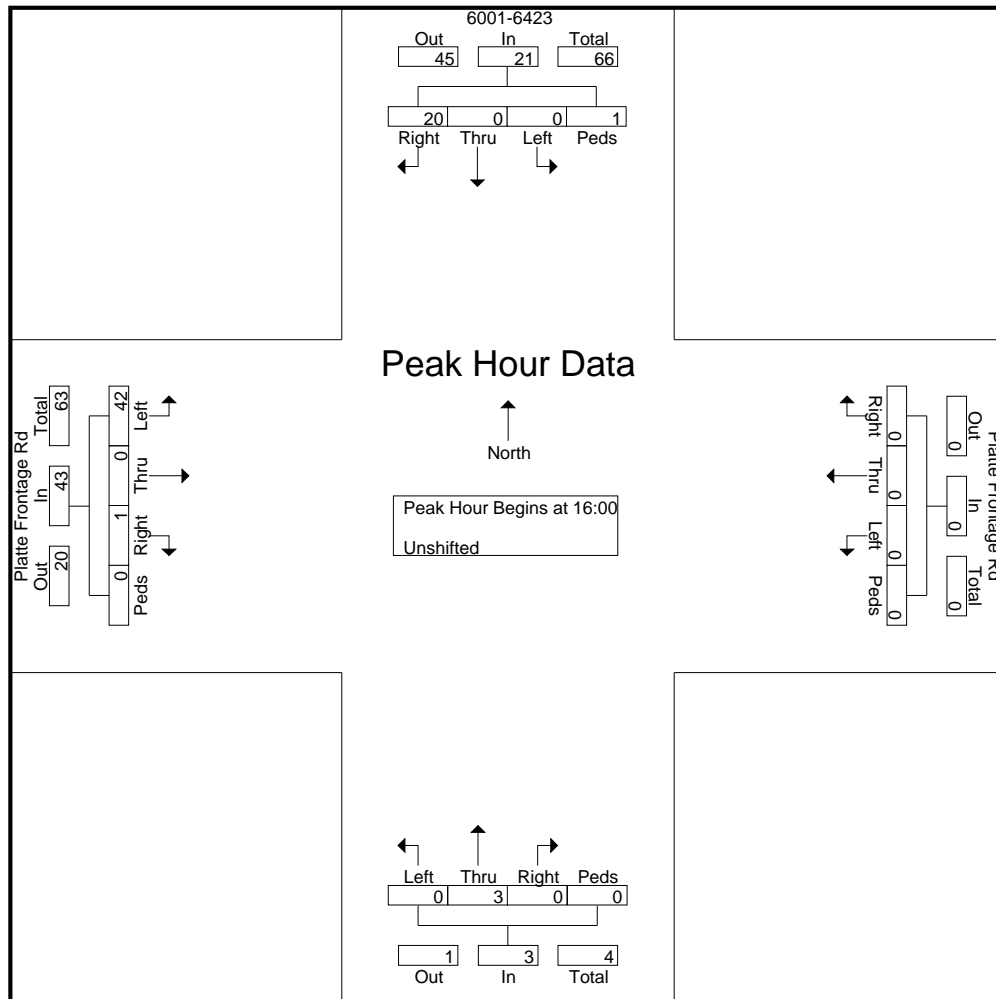 6001-6423
Out In Total
45 21 66
20 0 0 1
Right Thru Left Peds
Peak Hour Data
North
Peak Hour Begins at 16:00
Unshifted
Platte Frontage Rd
Out In Total
20 43 63
42 0 1 0
Left Thru Right Peds
Platte Frontage Rd
Out In Total
0 0 0
0 0 0 0
Right Thru Left Peds
Left Thru Right Peds
0 3 0 0
1 3 4
Out In Total